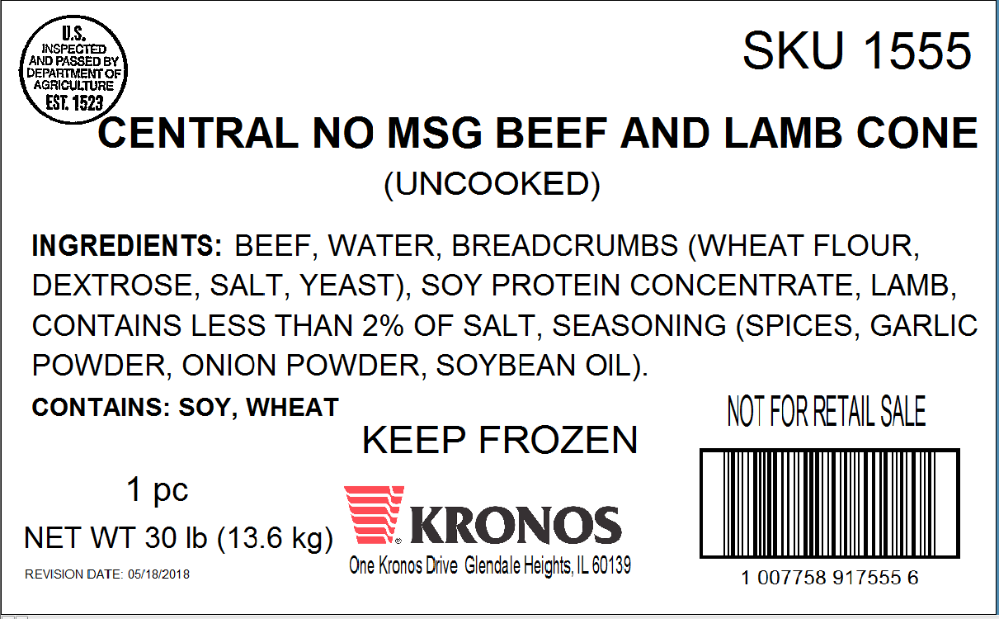 U.S.
INSPECTED
AND PASSED BY
DEPARTMENT OF
AGRICULTURE
EST. 1523
SKU 1555
CENTRAL NO MSG BEEF AND LAMB CONE
(UNCOOKED)
INGREDIENTS: BEEF, WATER, BREADCRUMBS (WHEAT FLOUR,
DEXTROSE, SALT, YEAST), SOY PROTEIN CONCENTRATE, LAMB,
CONTAINS LESS THAN 2% OF SALT, SEASONING (SPICES, GARLIC
POWDER, ONION POWDER, SOYBEAN OIL).
CONTAINS: SOY, WHEAT
NOT FOR RETAIL SALE
KEEP FROZEN
1 pc
NET WT 30 lb (13.6 kg)
REVISION DATE: 05/18/2018
® KRONOS
One Kronos Drive Glendale Heights, IL 60139
1 007758 917555 6